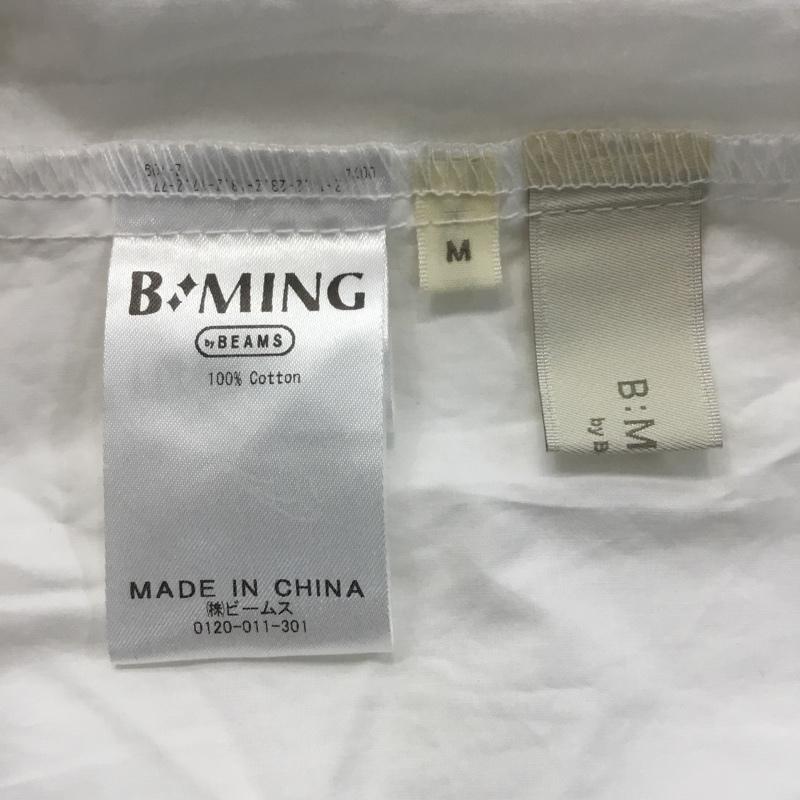 B:MING
by BEAMS
100% Cotton
MADE IN CHINA
㈱ビームス
0120-011-301
M
B:M
by B